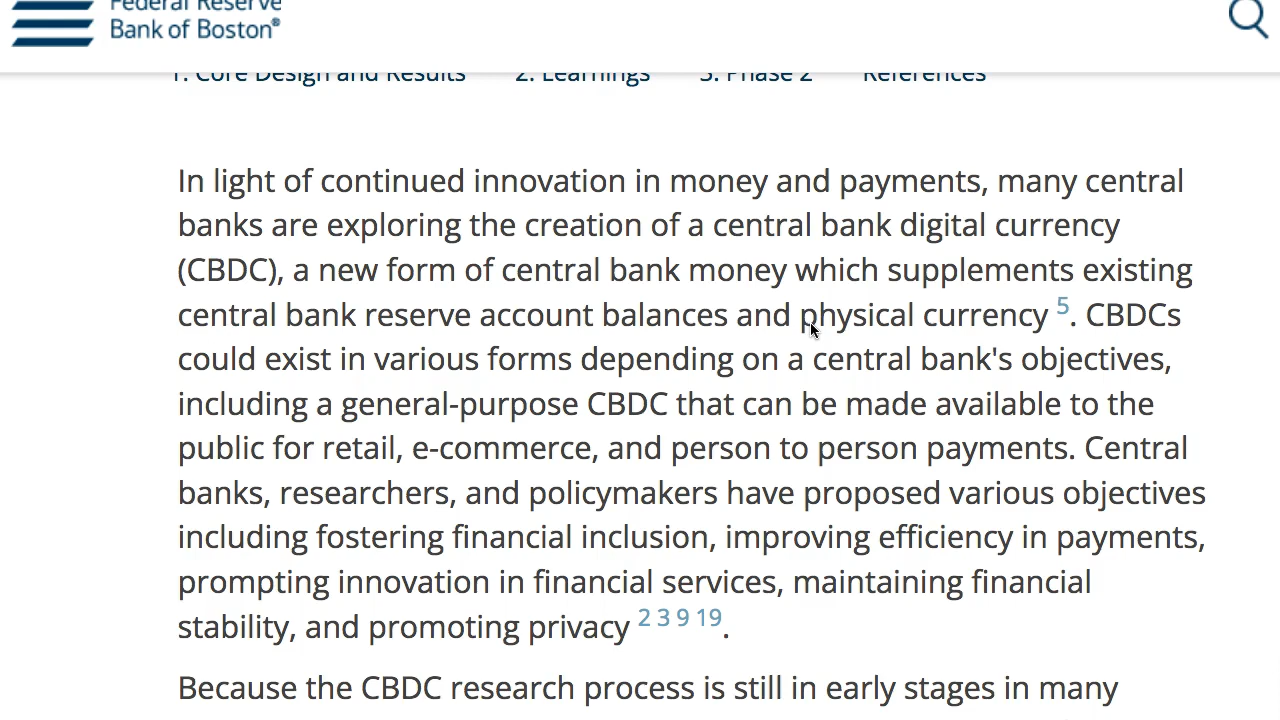 Federal Reserve
Bank of Boston®
1. Core Design and Results 2. Learnings 3. Phase 2 References
In light of continued innovation in money and payments, many central
banks are exploring the creation of a central bank digital currency
(CBDC), a new form of central bank money which supplements existing
central bank reserve account balances and physical currency 5. CBDCs
could exist in various forms depending on a central bank's objectives,
including a general-purpose CBDC that can be made available to the
public for retail, e-commerce, and person to person payments. Central
banks, researchers, and policymakers have proposed various objectives
including fostering financial inclusion, improving efficiency in payments,
prompting innovation in financial services, maintaining financial
stability, and promoting privacy 2 3 9 19.
Because the CBDC research process is still in early stages in many